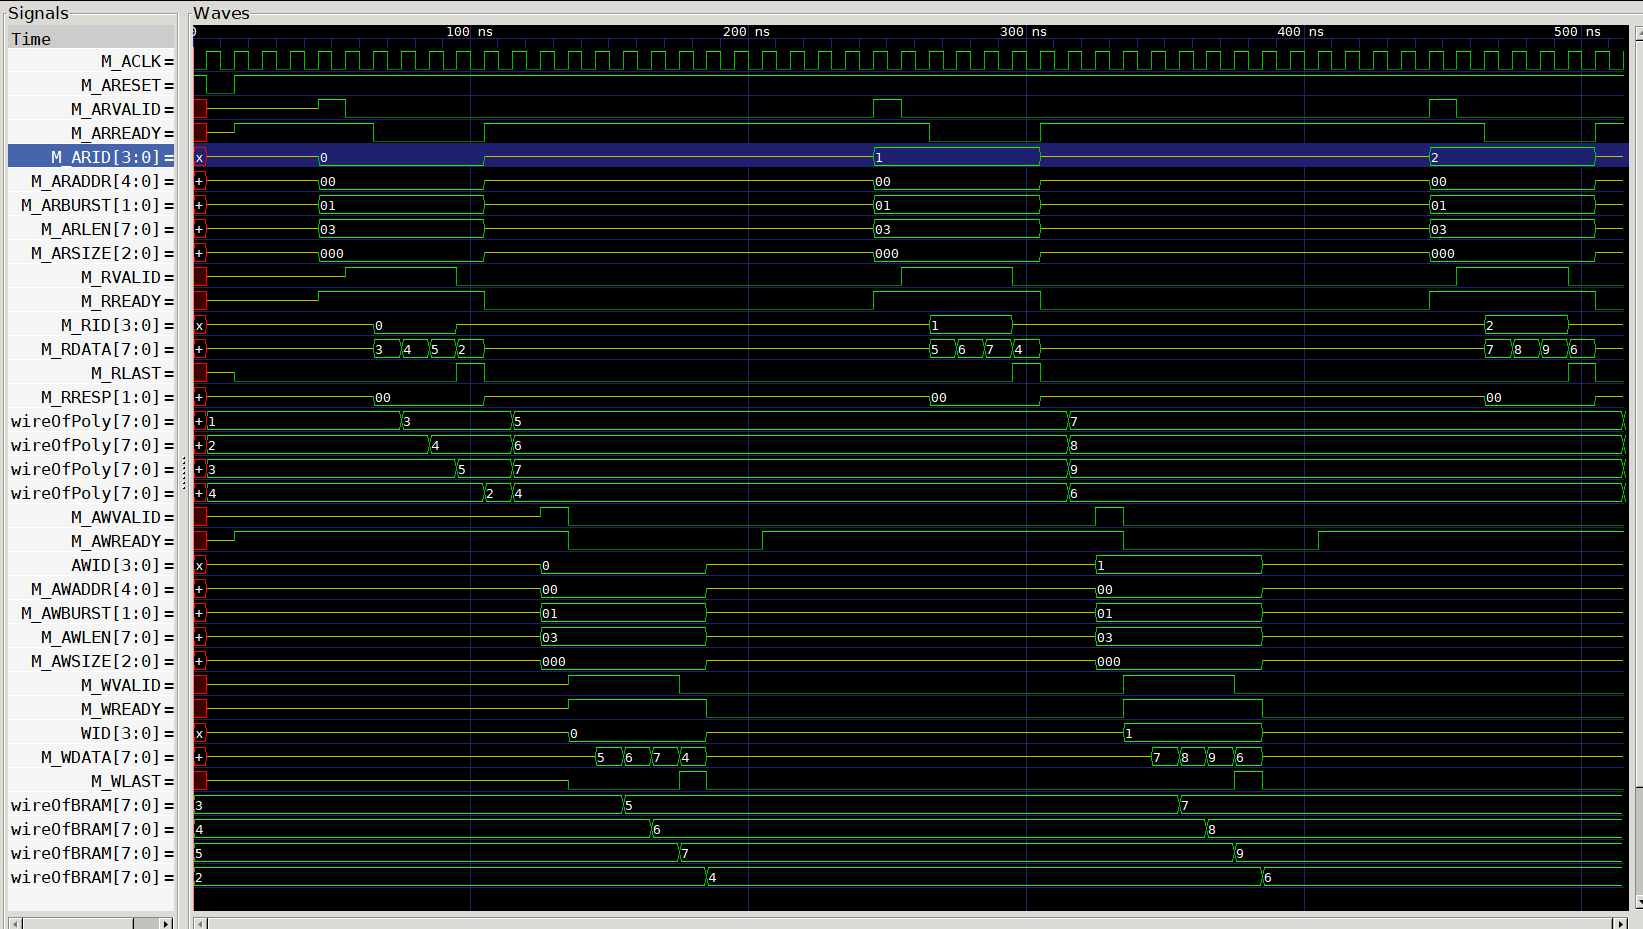 Signals Waves
Time 0 100 ns 200 ns 300 ns 400 ns 500 ns
M_ACLK=
M_ARESET=
M_ARVALID=
M_ARREADY=
M_ARID[3:0]= x 0 1 2
M_ARADDR[4:0]= + 00 00 00
M_ARBURST[1:0]= + 01 01 01
M_ARLEN[7:0]= + 03 03 03
M_ARSIZE[2:0]= + 000 000 000
M_RVALID=
M_RREADY=
M_RID[3:0]= x 0 1 2
M_RDATA[7:0]= + 3 4 5 2 5 6 7 4 7 8 9 6
M_RLAST=
M_RRESP[1:0]= + 00 00 00
wireOfPoly[7:0]= + 1 3 5 7
wireOfPoly[7:0]= + 2 4 6 8
wireOfPoly[7:0]= + 3 5 7 9
wireOfPoly[7:0]= + 4 2 4 6
M_AWVALID=
M_AWREADY=
AWID[3:0]= x 0 1
M_AWADDR[4:0]= + 00 00
M_AWBURST[1:0]= + 01 01
M_AWLEN[7:0]= + 03 03
M_AWSIZE[2:0]= + 000 000
M_WVALID=
M_WREADY=
WID[3:0]= x 0 1
M_WDATA[7:0]= + 5 6 7 4 7 8 9 6
M_WLAST=
wireOfBRAM[7:0]= 3 5 7
wireOfBRAM[7:0]= 4 6 8
wireOfBRAM[7:0]= 5 7 9
wireOfBRAM[7:0]= 2 4 6